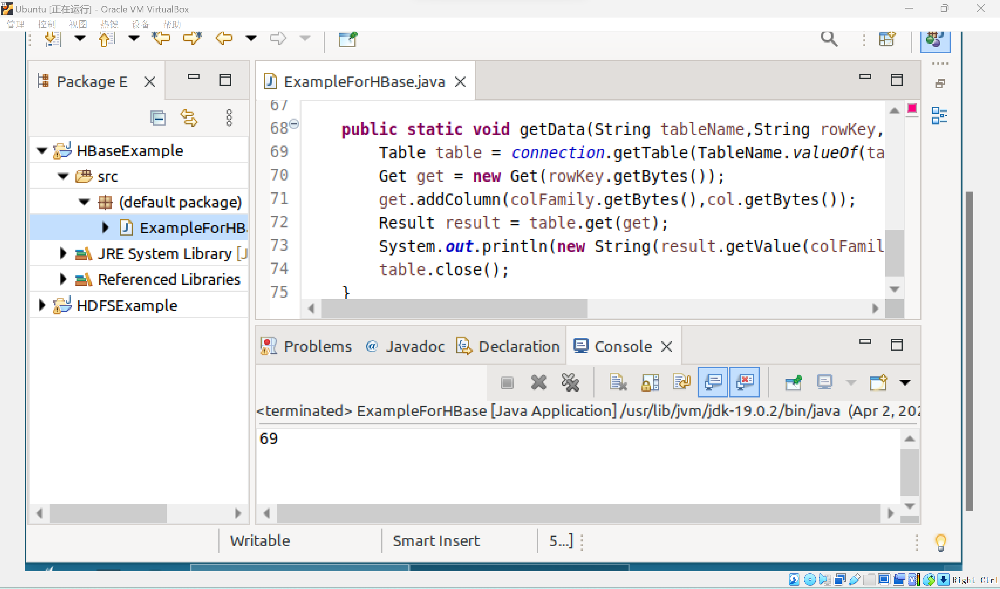 Ubuntu [正在运行] - Oracle VM VirtualBox
管理 控制 视图 热键 设备 帮助
Package E
ExampleForHBase.java
HBaseExample
src
(default package)
ExampleForHB
JRE System Library [J
Referenced Libraries
HDFSExample
67
68 public static void getData(String tableName,String rowKey,
69 Table table = connection.getTable(TableName.valueOf(ta
70 Get get = new Get(rowKey.getBytes());
71 get.addColumn(colFamily.getBytes(),col.getBytes());
72 Result result = table.get(get);
73 System.out.println(new String(result.getValue(colFamil
74 table.close();
75 }
Problems @ Javadoc Declaration Console
<terminated> ExampleForHBase [Java Application] /usr/lib/jvm/jdk-19.0.2/bin/java (Apr 2, 202
69
Writable Smart Insert 5...]
Right Ctrl